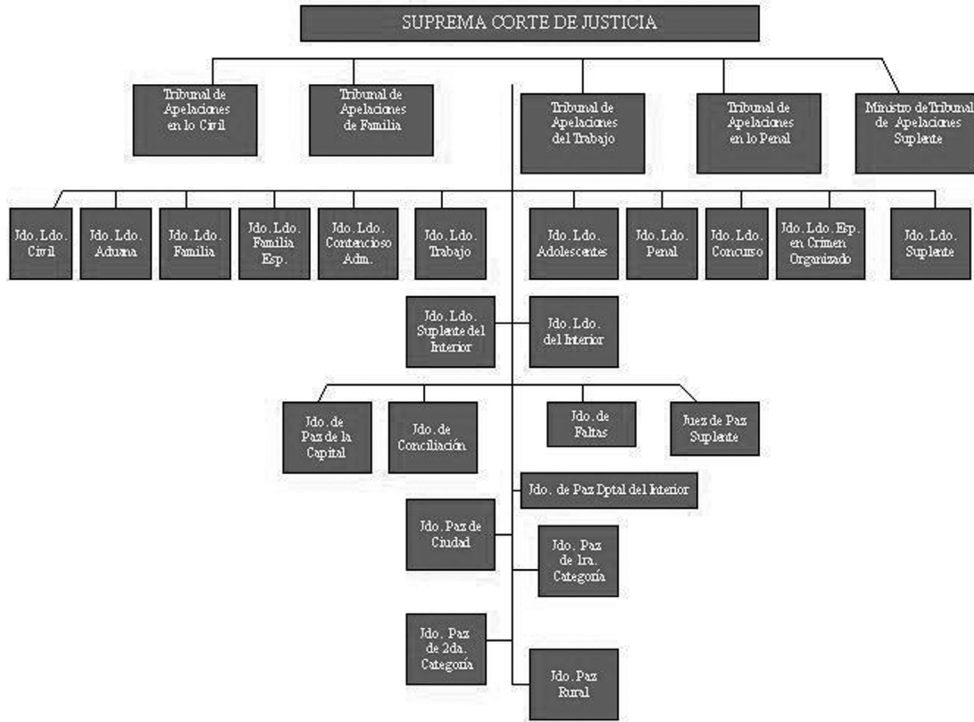 SUPREMA CORTE DE JUSTICIA
Tribunal de
Apelaciones
en lo Civil
Tribunal de
Apelaciones
de Familia
Tribunal de
Apelaciones
del Trabajo
Tribunal de
Apelaciones
en lo Penal
Ministro de Tribunal
de Apelaciones
Suplente
Jdo. Ldo.
Civil
Jdo. Ldo.
Aduana
Jdo. Ldo.
Familia
Jdo. Ldo.
Familia
Esp.
Jdo. Ldo.
Contencioso
Adm.
Jdo. Ldo.
Trabajo
Jdo. Ldo.
Adolescentes
Jdo. Ldo.
Penal
Jdo. Ldo.
Concurso
Jdo. Ldo. Esp.
en Crimen
Organizado
Jdo. Ldo.
Suplente
Jdo. Ldo.
Suplente del
Interior
Jdo. Ldo.
del Interior
Jdo. de
Paz de la
Capital
Jdo. de
Conciliación
Jdo. de
Faltas
Juez de Paz
Suplente
Jdo. de Paz Dptal del Interior
Jdo. Paz de
Ciudad
Jdo. Paz
de 1ra.
Categoría
Jdo. Paz
de 2da.
Categoría
Jdo. Paz
Rural